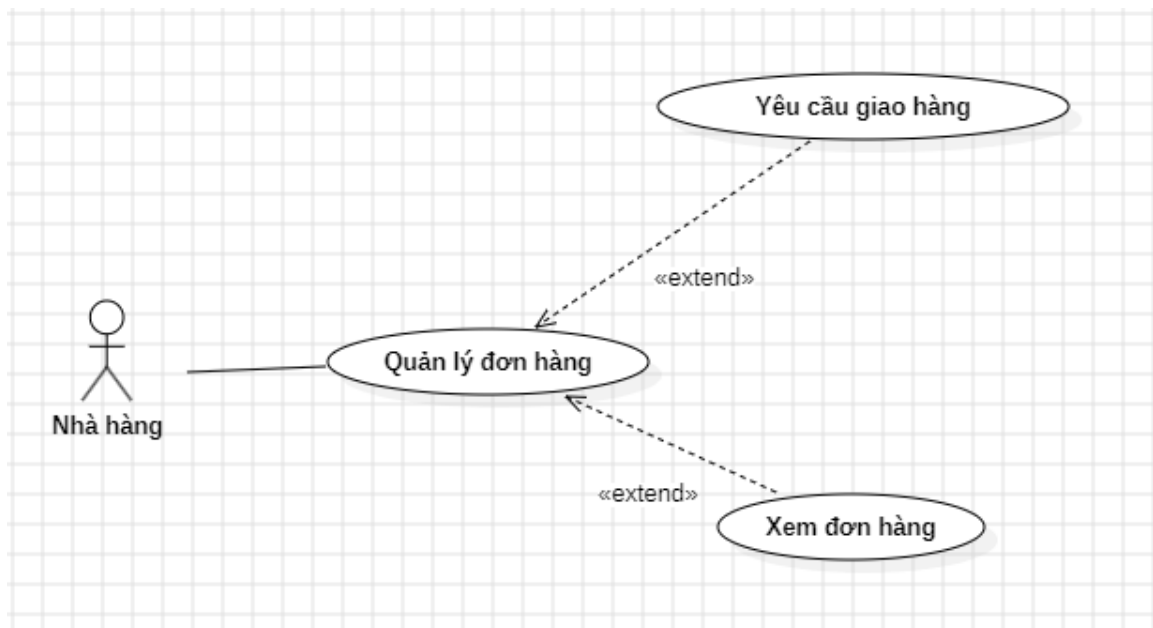 Yêu cầu giao hàng
«extend»
Quản lý đơn hàng
Nhà hàng
«extend»
Xem đơn hàng